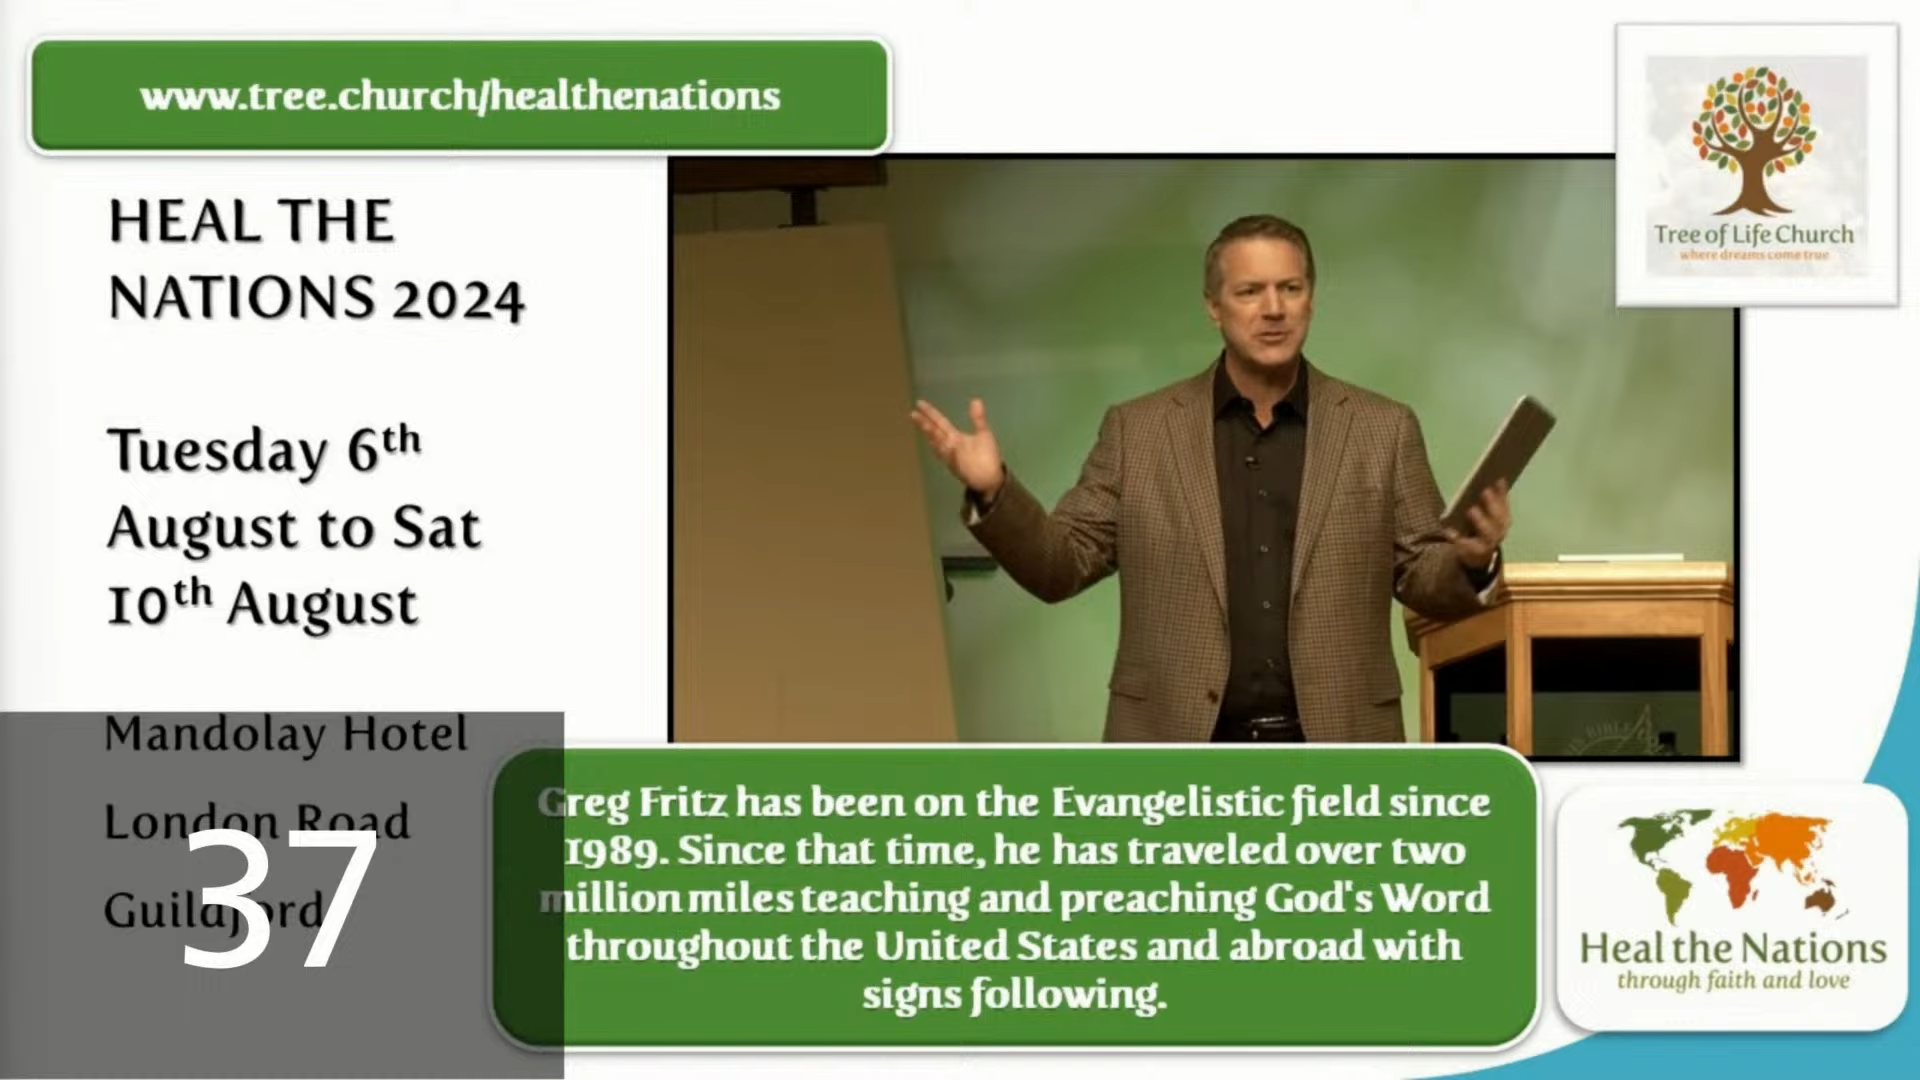 www.tree.church/healthenations
Tree of Life Church
where dreams come true
HEAL THE
NATIONS 2024
Tuesday 6th
August to Sat
10th August
Mandolay Hotel
London Road
Guildford
37
Greg Fritz has been on the Evangelistic field since
1989. Since that time, he has traveled over two
million miles teaching and preaching God's Word
throughout the United States and abroad with
signs following.
Heal the Nations
through faith and love